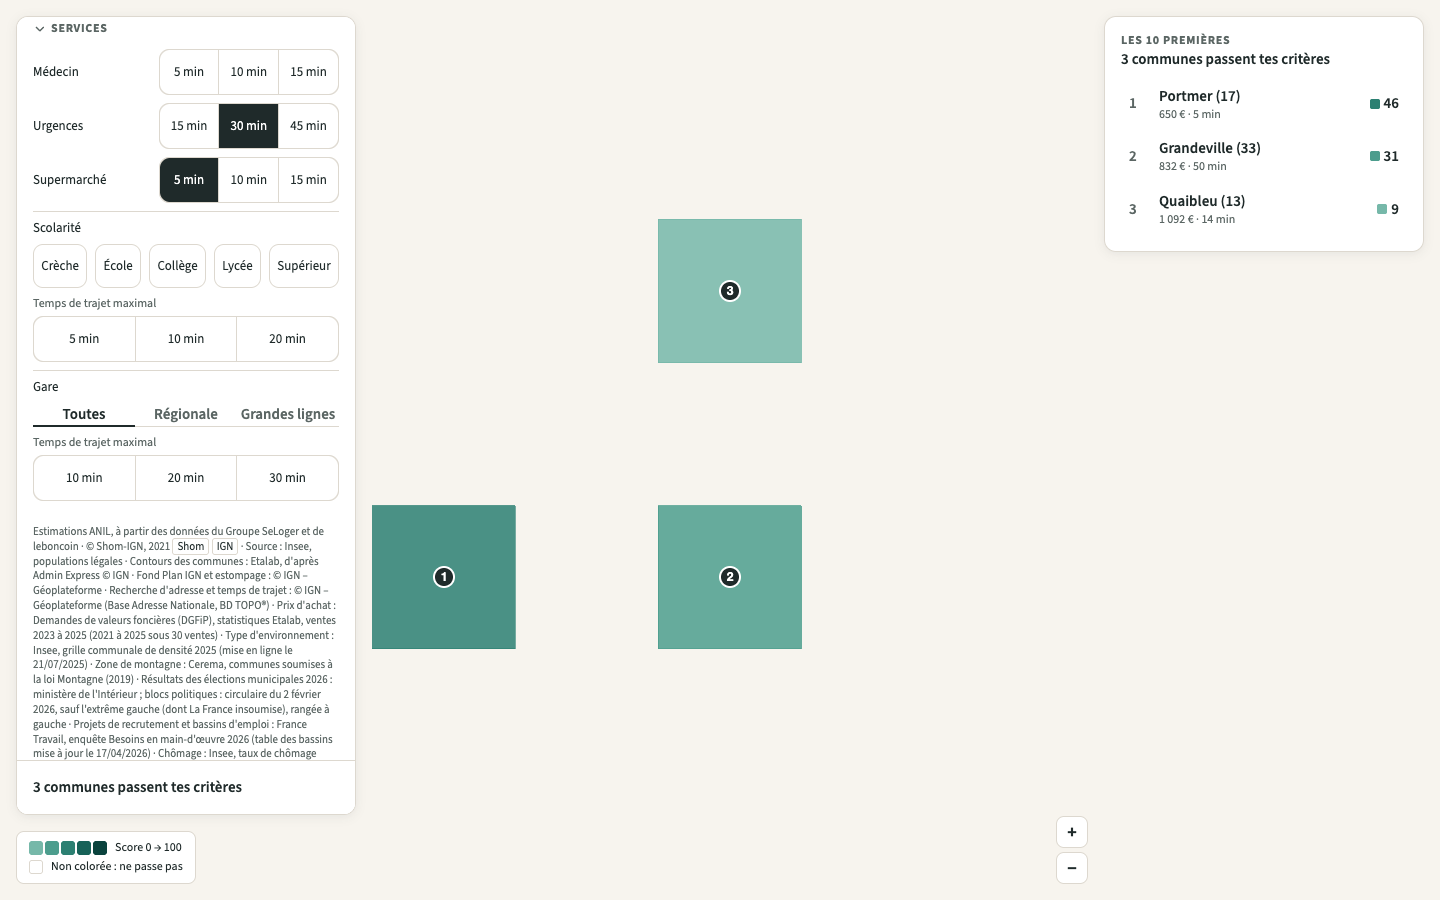 SERVICES
Médecin
5 min 10 min 15 min
Urgences
15 min 30 min 45 min
Supermarché
5 min 10 min 15 min
Scolarité
Crèche École Collège Lycée Supérieur
Temps de trajet maximal
5 min 10 min 20 min
Gare
Toutes Régionale Grandes lignes
Temps de trajet maximal
10 min 20 min 30 min
Estimations ANIL, à partir des données du Groupe SeLoger et de
leboncoin · © Shom-IGN, 2021 Shom IGN · Source : Insee,
populations légales · Contours des communes : Etalab, d'après
Admin Express © IGN · Fond Plan IGN et estompage : © IGN –
Géoplateforme · Recherche d'adresse et temps de trajet : © IGN –
Géoplateforme (Base Adresse Nationale, BD TOPO®) · Prix d'achat :
Demandes de valeurs foncières (DGFiP), statistiques Etalab, ventes
2023 à 2025 (2021 à 2025 sous 30 ventes) · Type d'environnement :
Insee, grille communale de densité 2025 (mise en ligne le
21/07/2025) · Zone de montagne : Cerema, communes soumises à
la loi Montagne (2019) · Résultats des élections municipales 2026 :
ministère de l'Intérieur ; blocs politiques : circulaire du 2 février
2026, sauf l'extrême gauche (dont La France insoumise), rangée à
gauche · Projets de recrutement et bassins d'emploi : France
Travail, enquête Besoins en main-d'œuvre 2026 (table des bassins
mise à jour le 17/04/2026) · Chômage : Insee, taux de chômage
3 communes passent tes critères
Score 0 → 100
Non colorée : ne passe pas
3
1
2
+
−
LES 10 PREMIÈRES
3 communes passent tes critères
1 Portmer (17) 46
650 € · 5 min
2 Grandeville (33) 31
832 € · 50 min
3 Quaibleu (13) 9
1 092 € · 14 min